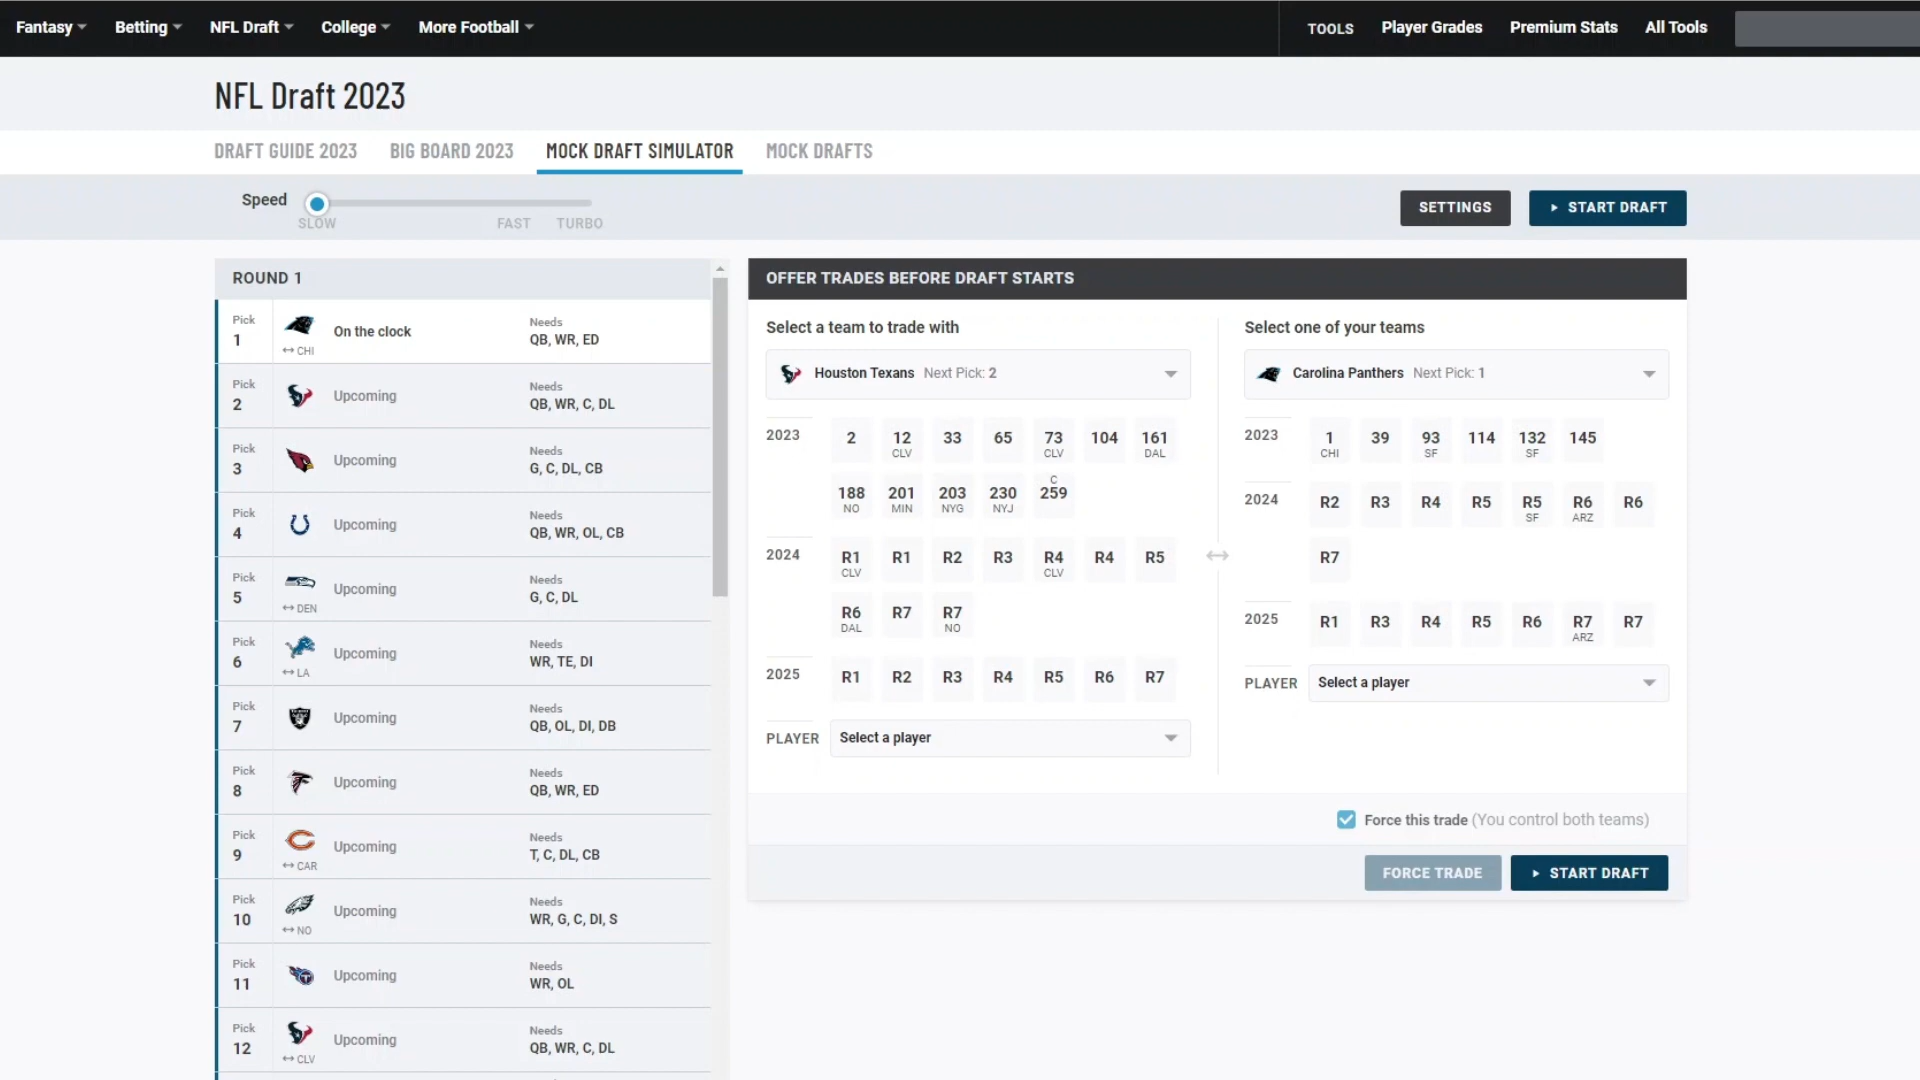 Fantasy Betting NFL Draft College More Football TOOLS Player Grades Premium Stats All Tools
NFL Draft 2023
DRAFT GUIDE 2023 BIG BOARD 2023 MOCK DRAFT SIMULATOR MOCK DRAFTS
Speed
SLOW FAST TURBO
SETTINGS START DRAFT
ROUND 1
Pick 1 CHI On the clock Needs QB, WR, ED
Pick 2 Upcoming Needs QB, WR, C, DL
Pick 3 Upcoming Needs G, C, DL, CB
Pick 4 Upcoming Needs QB, WR, OL, CB
Pick 5 DEN Upcoming Needs G, C, DL
Pick 6 LA Upcoming Needs WR, TE, DI
Pick 7 Upcoming Needs QB, OL, DI, DB
Pick 8 Upcoming Needs QB, WR, ED
Pick 9 CAR Upcoming Needs T, C, DL, CB
Pick 10 NO Upcoming Needs WR, G, C, DI, S
Pick 11 Upcoming Needs WR, OL
Pick 12 CLV Upcoming Needs QB, WR, C, DL
OFFER TRADES BEFORE DRAFT STARTS
Select a team to trade with
Houston Texans Next Pick: 2
2023 2 12 33 65 73 104 161
CLV CLV DAL
C
188 201 203 230 259
NO MIN NYG NYJ
2024 R1 R1 R2 R3 R4 R4 R5
CLV CLV
R6 R7 R7
DAL NO
2025 R1 R2 R3 R4 R5 R6 R7
PLAYER Select a player
Select one of your teams
Carolina Panthers Next Pick: 1
2023 1 39 93 114 132 145
CHI SF SF
2024 R2 R3 R4 R5 R5 R6 R6
SF ARZ
R7
2025 R1 R3 R4 R5 R6 R7 R7
ARZ
PLAYER Select a player
Force this trade (You control both teams)
FORCE TRADE START DRAFT